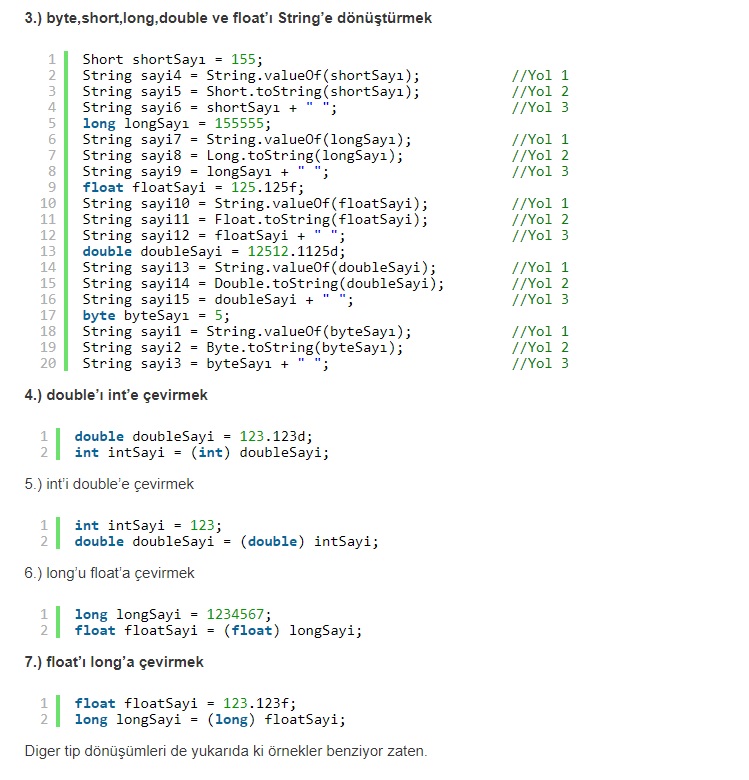 3.) byte,short,long,double ve float'ı String'e dönüştürmek
1 Short shortSayı = 155;
2 String sayi4 = String.valueOf(shortSayı); //Yol 1
3 String sayi5 = Short.toString(shortSayı); //Yol 2
4 String sayi6 = shortSayı + " "; //Yol 3
5 long longSayı = 155555;
6 String sayi7 = String.valueOf(longSayı); //Yol 1
7 String sayi8 = Long.toString(longSayı); //Yol 2
8 String sayi9 = longSayı + " "; //Yol 3
9 float floatSayi = 125.125f;
10 String sayi10 = String.valueOf(floatSayi); //Yol 1
11 String sayi11 = Float.toString(floatSayi); //Yol 2
12 String sayi12 = floatSayi + " "; //Yol 3
13 double doubleSayi = 12512.1125d;
14 String sayi13 = String.valueOf(doubleSayi); //Yol 1
15 String sayi14 = Double.toString(doubleSayi); //Yol 2
16 String sayi15 = doubleSayi + " "; //Yol 3
17 byte byteSayı = 5;
18 String sayi1 = String.valueOf(byteSayı); //Yol 1
19 String sayi2 = Byte.toString(byteSayı); //Yol 2
20 String sayi3 = byteSayı + " "; //Yol 3
4.) double'ı int'e çevirmek
1 double doubleSayi = 123.123d;
2 int intSayi = (int) doubleSayi;
5.) int'i double'e çevirmek
1 int intSayi = 123;
2 double doubleSayi = (double) intSayi;
6.) long'u float'a çevirmek
1 long longSayi = 1234567;
2 float floatSayi = (float) longSayi;
7.) float'ı long'a çevirmek
1 float floatSayi = 123.123f;
2 long longSayi = (long) floatSayi;
Diger tip dönüşümleri de yukarıda ki örnekler benziyor zaten.